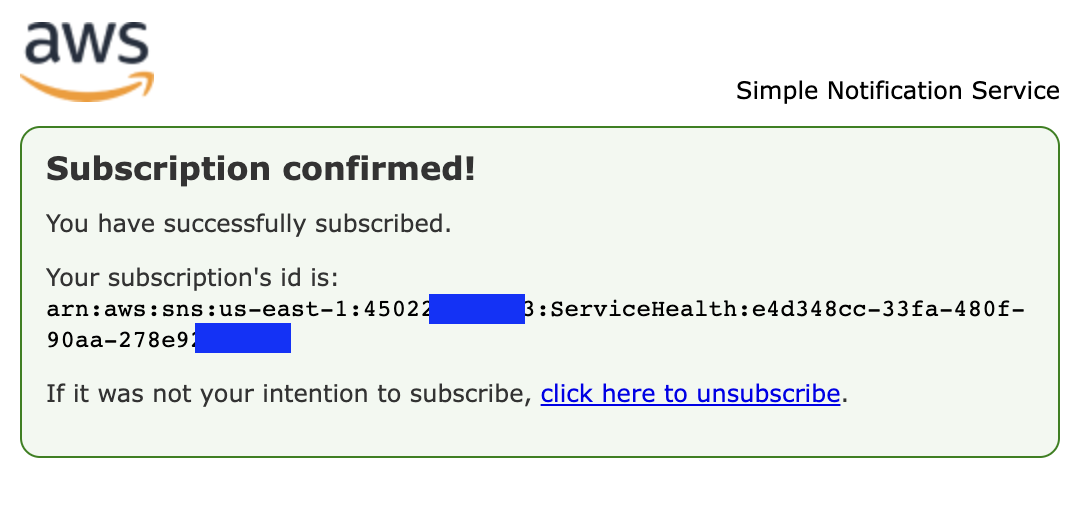 aws
Simple Notification Service
Subscription confirmed!
You have successfully subscribed.
Your subscription's id is:
arn:aws:sns:us-east-1:45022 3:ServiceHealth:e4d348cc-33fa-480f-
90aa-278e92
If it was not your intention to subscribe, click here to unsubscribe.